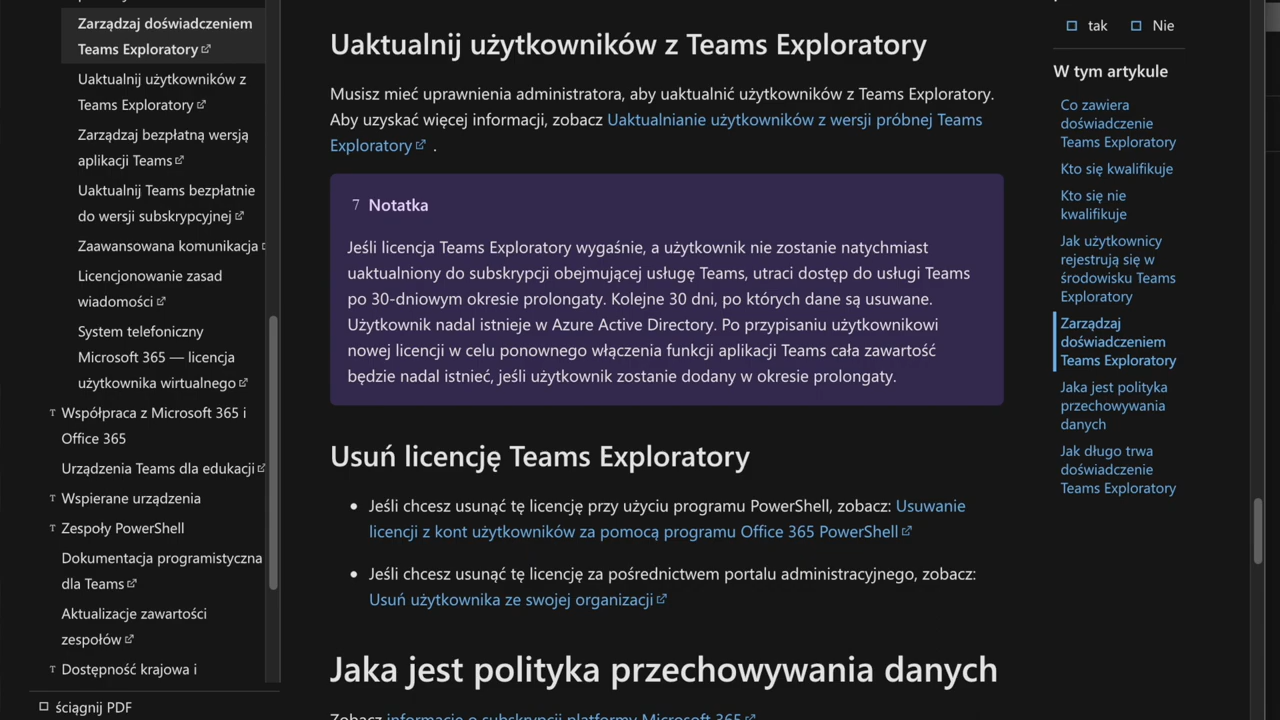 Zarządzaj doświadczeniem
Teams Exploratory
Uaktualnij użytkowników z
Teams Exploratory
Zarządzaj bezpłatną wersją
aplikacji Teams
Uaktualnij Teams bezpłatnie
do wersji subskrypcyjnej
Zaawansowana komunikacja
Licencjonowanie zasad
wiadomości
System telefoniczny
Microsoft 365 — licencja
użytkownika wirtualnego
Współpraca z Microsoft 365 i
Office 365
Urządzenia Teams dla edukacji
Wspierane urządzenia
Zespoły PowerShell
Dokumentacja programistyczna
dla Teams
Aktualizacje zawartości
zespołów
Dostępność krajowa i
ściągnij PDF
Uaktualnij użytkowników z Teams Exploratory
Musisz mieć uprawnienia administratora, aby uaktualnić użytkowników z Teams Exploratory.
Aby uzyskać więcej informacji, zobacz Uaktualnianie użytkowników z wersji próbnej Teams
Exploratory .
7 Notatka
Jeśli licencja Teams Exploratory wygaśnie, a użytkownik nie zostanie natychmiast
uaktualniony do subskrypcji obejmującej usługę Teams, utraci dostęp do usługi Teams
po 30-dniowym okresie prolongaty. Kolejne 30 dni, po których dane są usuwane.
Użytkownik nadal istnieje w Azure Active Directory. Po przypisaniu użytkownikowi
nowej licencji w celu ponownego włączenia funkcji aplikacji Teams cała zawartość
będzie nadal istnieć, jeśli użytkownik zostanie dodany w okresie prolongaty.
Usuń licencję Teams Exploratory
• Jeśli chcesz usunąć tę licencję przy użyciu programu PowerShell, zobacz: Usuwanie
licencji z kont użytkowników za pomocą programu Office 365 PowerShell
• Jeśli chcesz usunąć tę licencję za pośrednictwem portalu administracyjnego, zobacz:
Usuń użytkownika ze swojej organizacji
Jaka jest polityka przechowywania danych
Zobacz informacje o subskrypcji platformy Microsoft 365
tak Nie
W tym artykule
Co zawiera
doświadczenie
Teams Exploratory
Kto się kwalifikuje
Kto się nie
kwalifikuje
Jak użytkownicy
rejestrują się w
środowisku Teams
Exploratory
Zarządzaj
doświadczeniem
Teams Exploratory
Jaka jest polityka
przechowywania
danych
Jak długo trwa
doświadczenie
Teams Exploratory